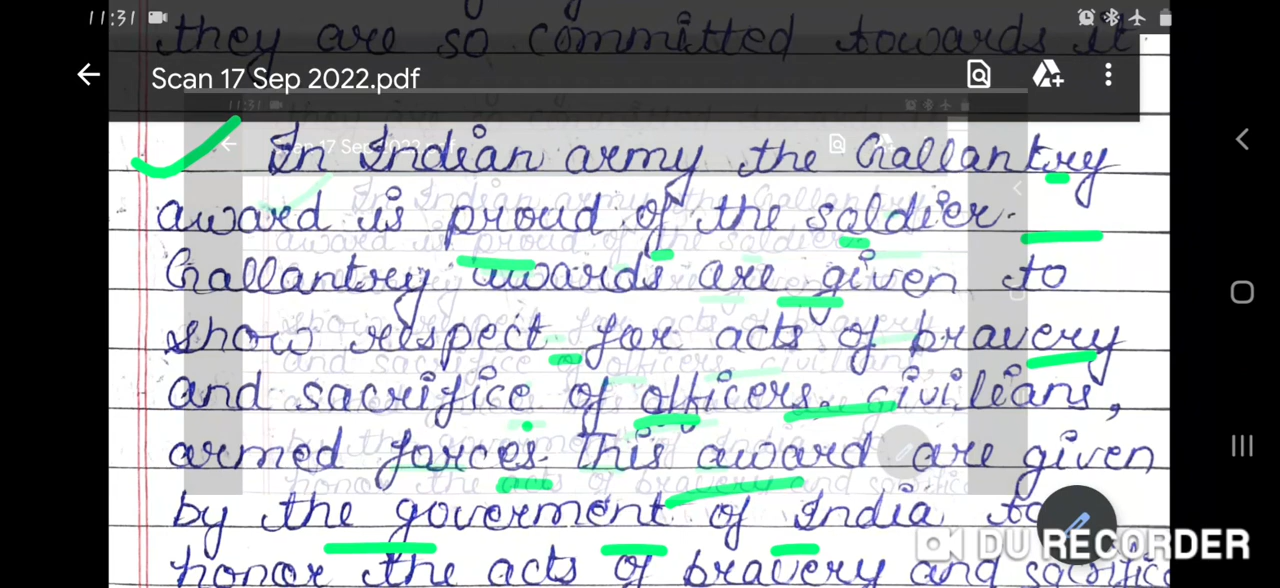 11:31
they are so committed towards it
Scan 17 Sep 2022.pdf
In Indian army the Gallantry
award is proud of the soldier.
Gallantry awards are given to
show respect for acts of bravery
and sacrifice of officers civilians,
armed forces. This award are given
by the goverment of India to
honor the acts of bravery and sacrifice
DU RECORDER